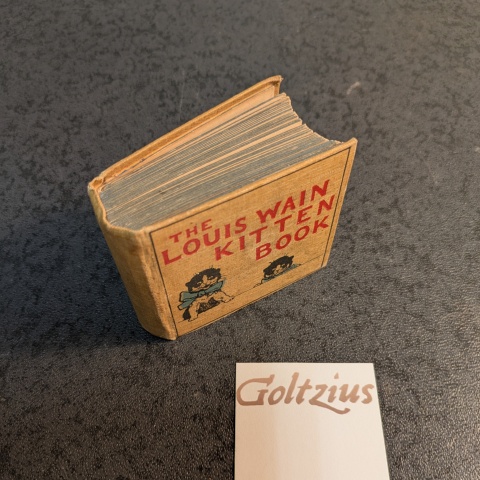 THE
LOUIS WAIN
KITTEN
BOOK
Goltzius